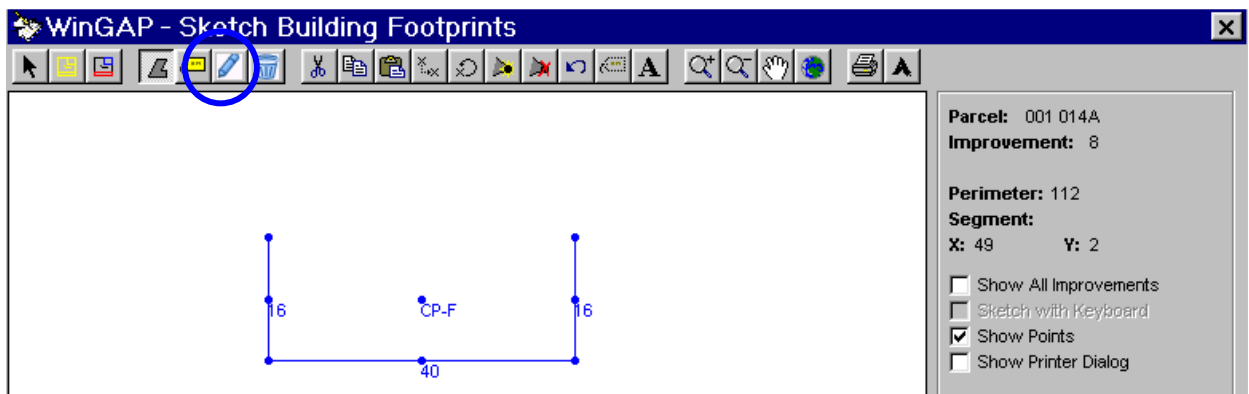 WinGAP - Sketch Building Footprints
A
Parcel: 001 014A
Improvement: 8
Perimeter: 112
Segment:
X: 49 Y: 2
Show All Improvements
Sketch with Keyboard
Show Points
Show Printer Dialog
16 CP-F 16
40